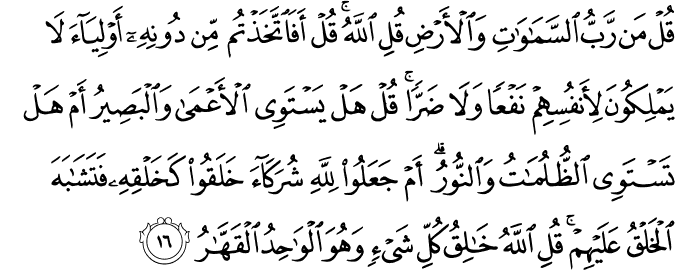 قُلۡ مَن رَّبُّ ٱلسَّمَٰوَٰتِ وَٱلۡأَرۡضِ قُلِ ٱللَّهُۚ قُلۡ أَفَٱتَّخَذۡتُم مِّن دُونِهِۦٓ أَوۡلِيَآءَ لَا
يَمۡلِكُونَ لِأَنفُسِهِمۡ نَفۡعٗا وَلَا ضَرّٗاۚ قُلۡ هَلۡ يَسۡتَوِي ٱلۡأَعۡمَىٰ وَٱلۡبَصِيرُ أَمۡ هَلۡ
تَسۡتَوِي ٱلظُّلُمَٰتُ وَٱلنُّورُۗ أَمۡ جَعَلُواْ لِلَّهِ شُرَكَآءَ خَلَقُواْ كَخَلۡقِهِۦ فَتَشَٰبَهَ
ٱلۡخَلۡقُ عَلَيۡهِمۡۚ قُلِ ٱللَّهُ خَٰلِقُ كُلِّ شَيۡءٖ وَهُوَ ٱلۡوَٰحِدُ ٱلۡقَهَّٰرُ ١٦